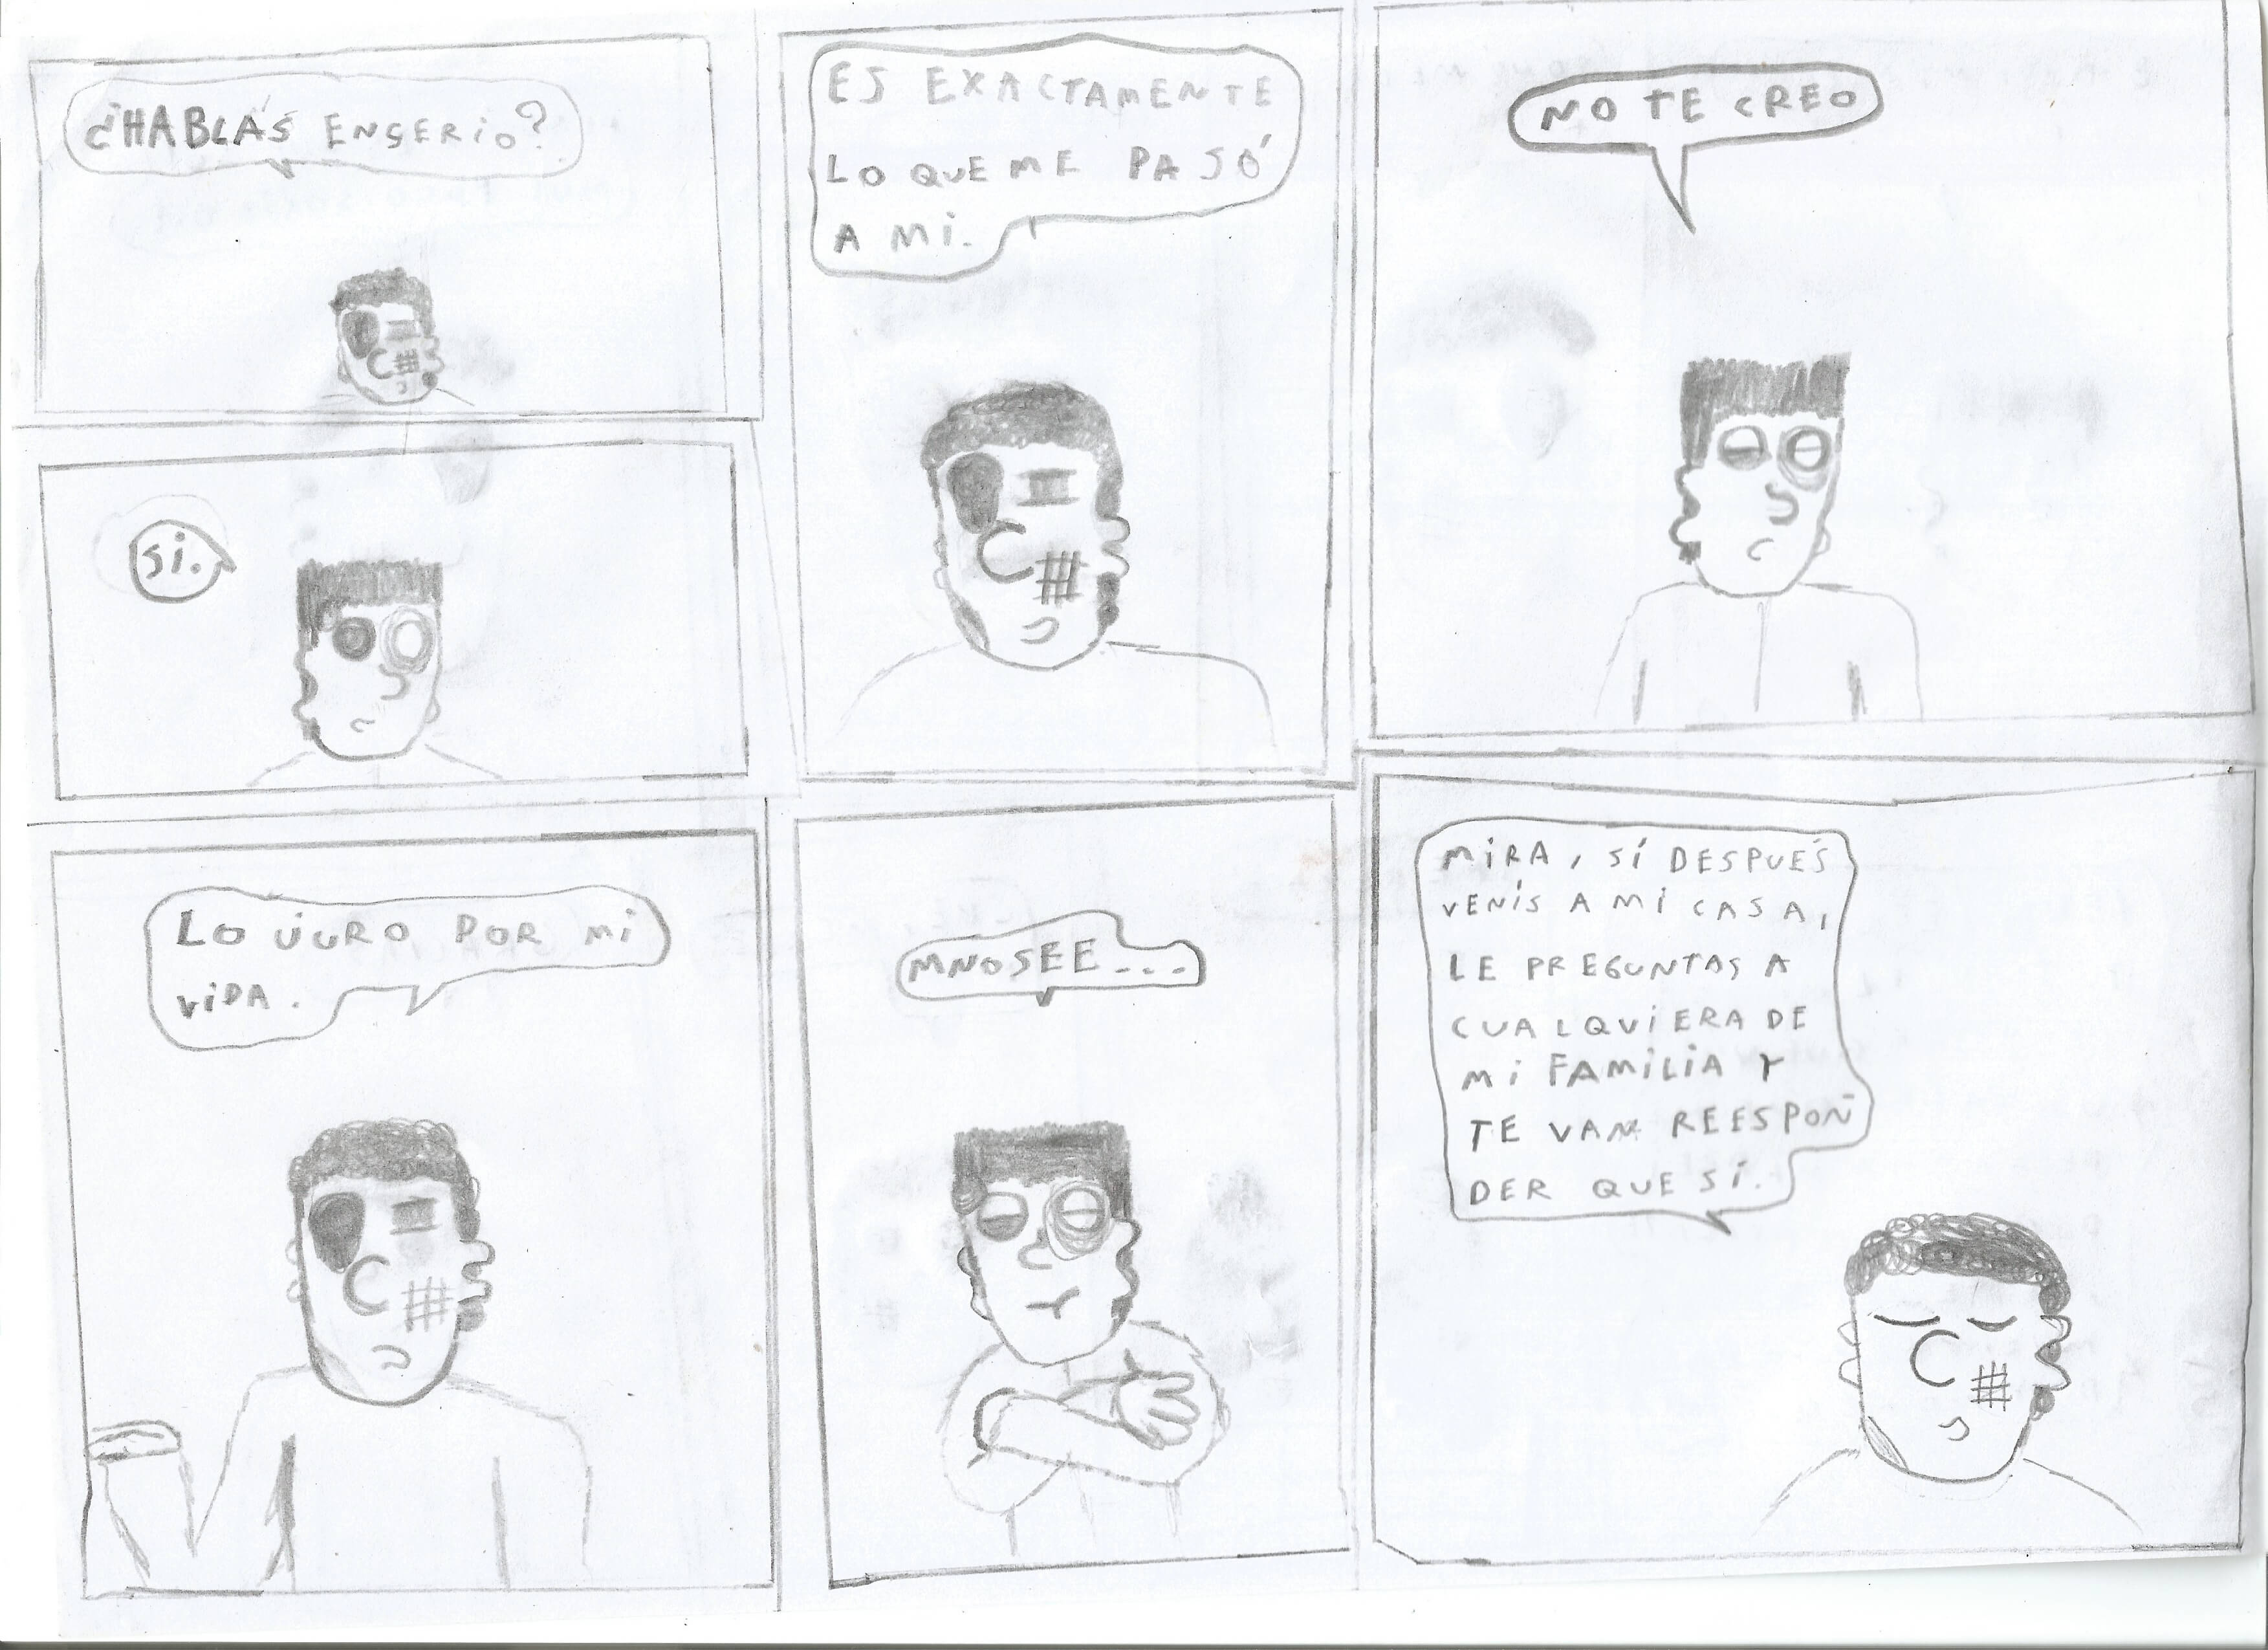 ¿HABLÁS ENSERIO?
SI.
ES EXACTAMENTE
LO QUE ME PASÓ
A MI.
NO TE CREO
LO JURO POR MI
VIDA.
MNOSEE...
MIRA, SÍ DESPUÉS
VENÍS A MI CASA,
LE PREGUNTAS A
CUALQUIERA DE
MI FAMILIA Y
TE VAN REESPON
DER QUE SÍ.